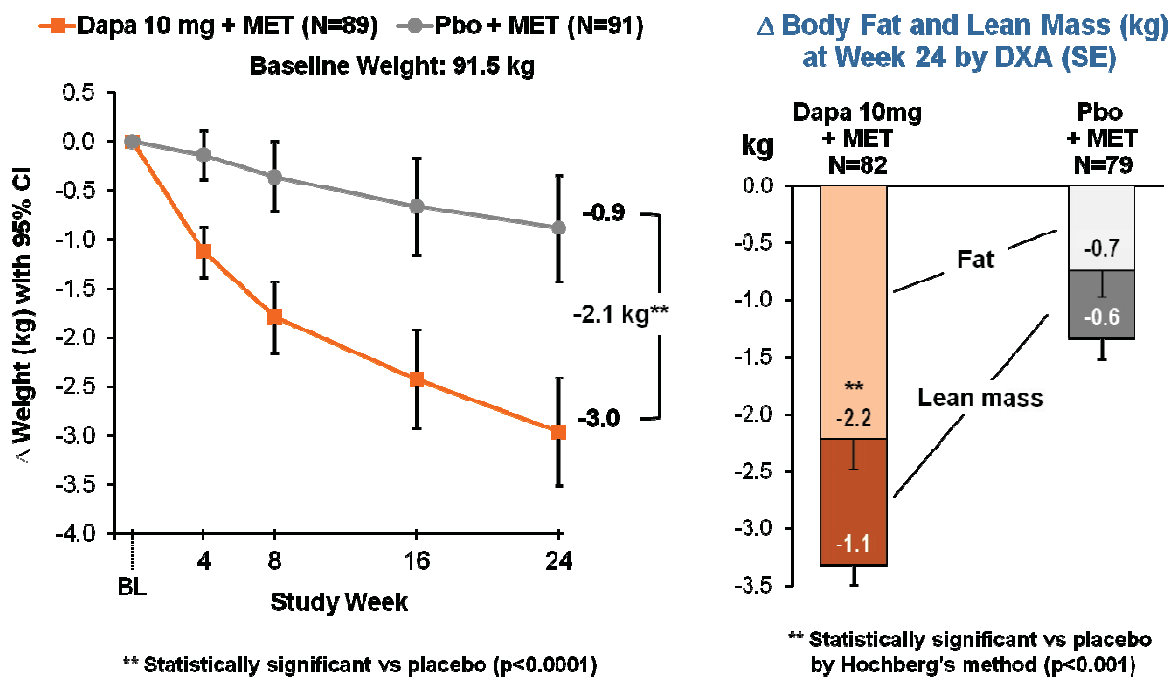 Dapa 10 mg + MET (N=89) Pbo + MET (N=91)
Baseline Weight: 91.5 kg
Δ Weight (kg) with 95% CI
0.5
0.0
-0.5
-1.0
-1.5
-2.0
-2.5
-3.0
-3.5
-4.0
-0.9
-2.1 kg**
-3.0
BL 4 8 16 24
Study Week
** Statistically significant vs placebo (p<0.0001)
Δ Body Fat and Lean Mass (kg)
at Week 24 by DXA (SE)
Dapa 10mg
+ MET
N=82
Pbo
+ MET
N=79
kg
0.0
-0.5
-1.0
-1.5
-2.0
-2.5
-3.0
-3.5
Fat
Lean mass
**
-2.2
-1.1
-0.7
-0.6
** Statistically significant vs placebo
by Hochberg's method (p<0.001)